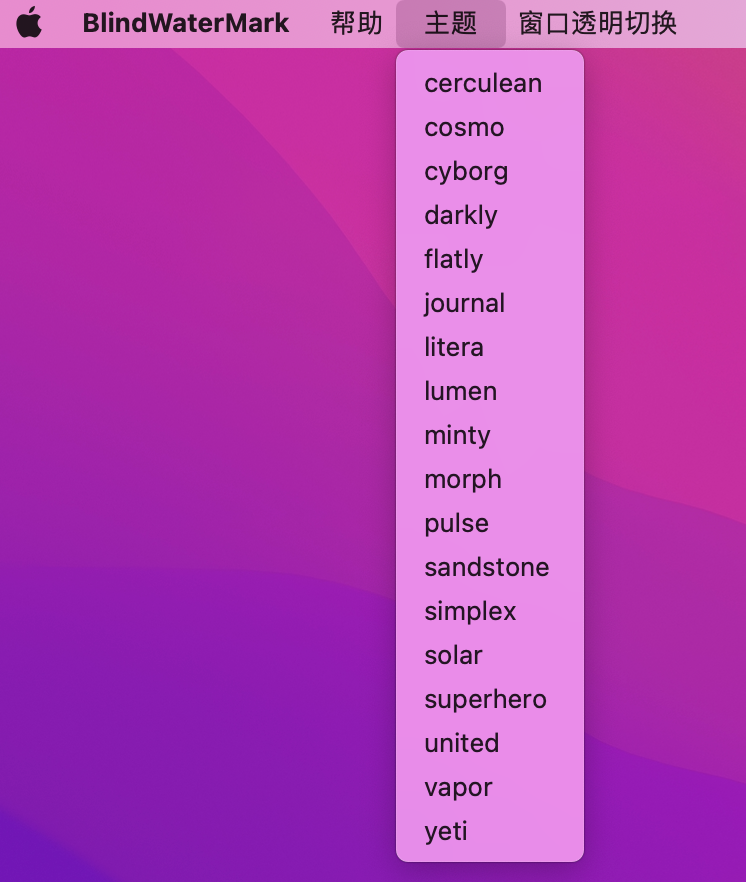 BlindWaterMark 帮助 主题 窗口透明切换
cerculean
cosmo
cyborg
darkly
flatly
journal
litera
lumen
minty
morph
pulse
sandstone
simplex
solar
superhero
united
vapor
yeti